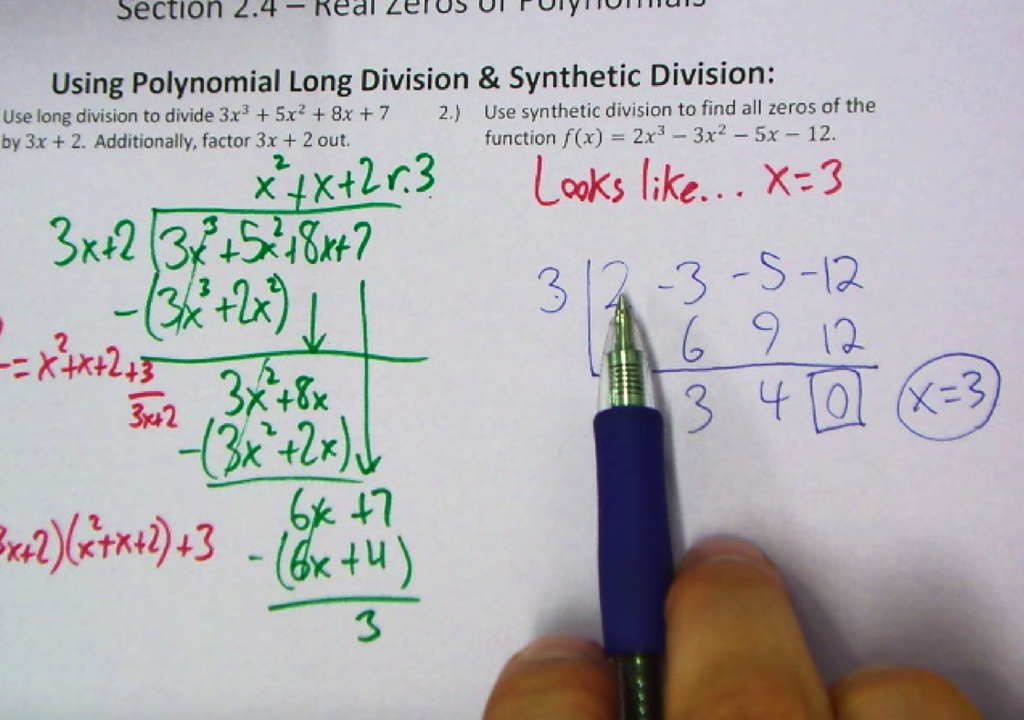 Section 2.4 – Real Zeros of Polynomials
Using Polynomial Long Division & Synthetic Division:
Use long division to divide 3x³ + 5x² + 8x + 7
by 3x + 2. Additionally, factor 3x + 2 out.
x²+x+2 r.3
3x+2 3x³+5x²+8x+7
-(3x³+2x²)
=x²+x+2+3/3x+2
3x²+8x
-(3x²+2x)
6x+7
x+2)(x²+x+2)+3
-(6x+4)
3
2.) Use synthetic division to find all zeros of the
function f(x) = 2x³ − 3x² − 5x − 12.
Looks like... x=3
3 2 -3 -5 -12
6 9 12
3 4 0 x=3